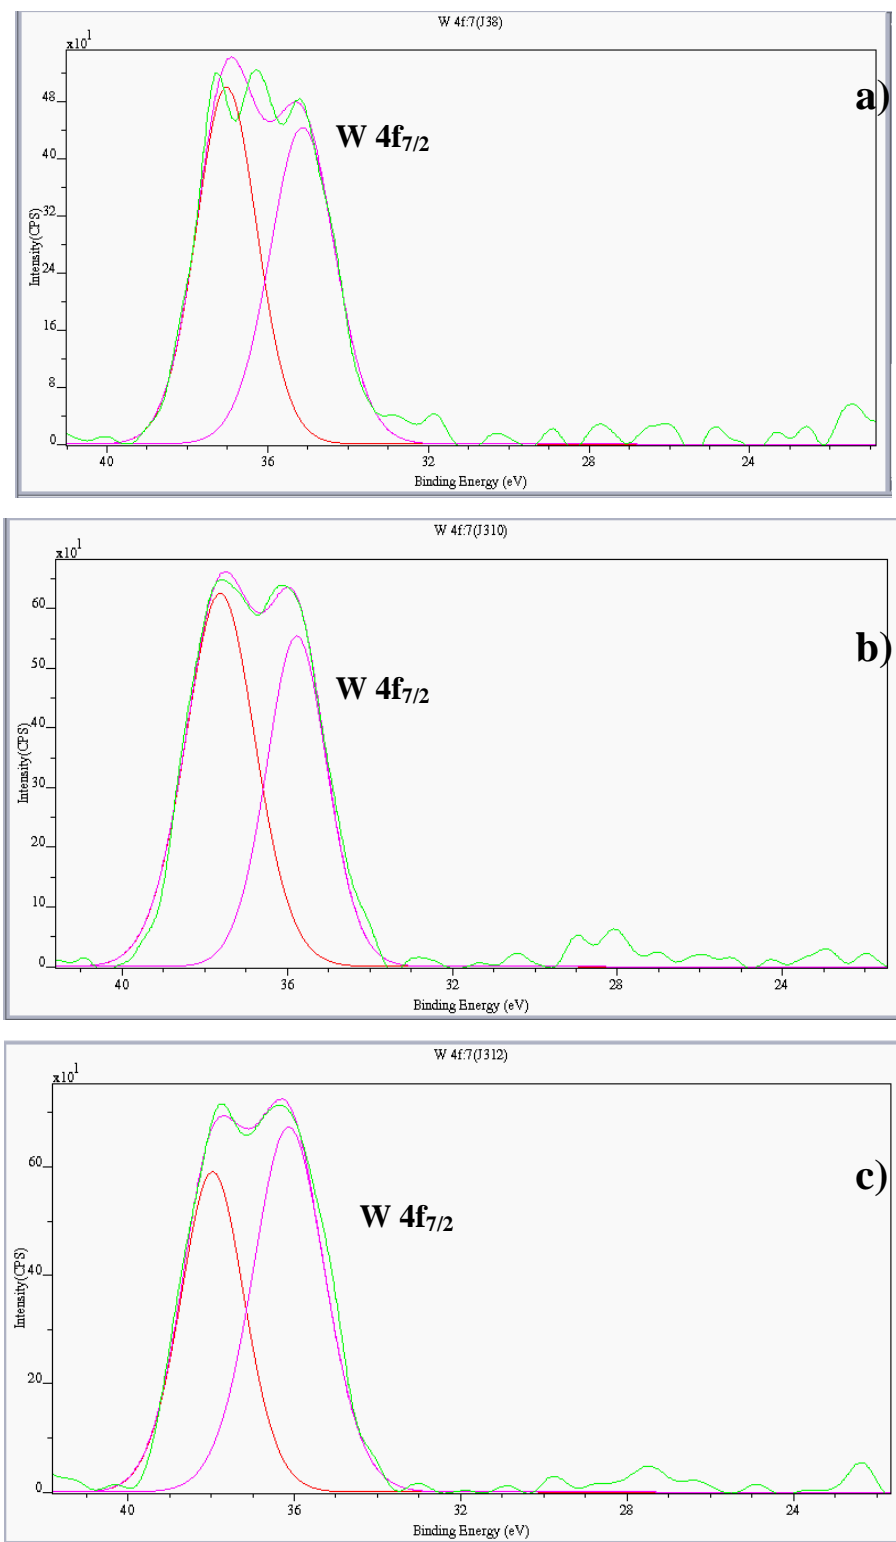 W 4f:7(J38)
x10¹
a)
W 4f₇/₂
48
40
32
24
16
8
0
Intensity(CPS)
40 36 32 28 24
Binding Energy (eV)
W 4f:7(J310)
x10¹
b)
W 4f₇/₂
60
50
40
30
20
10
0
Intensity(CPS)
40 36 32 28 24
Binding Energy (eV)
W 4f:7(J312)
x10¹
c)
W 4f₇/₂
60
40
20
0
Intensity(CPS)
40 36 32 28 24
Binding Energy (eV)